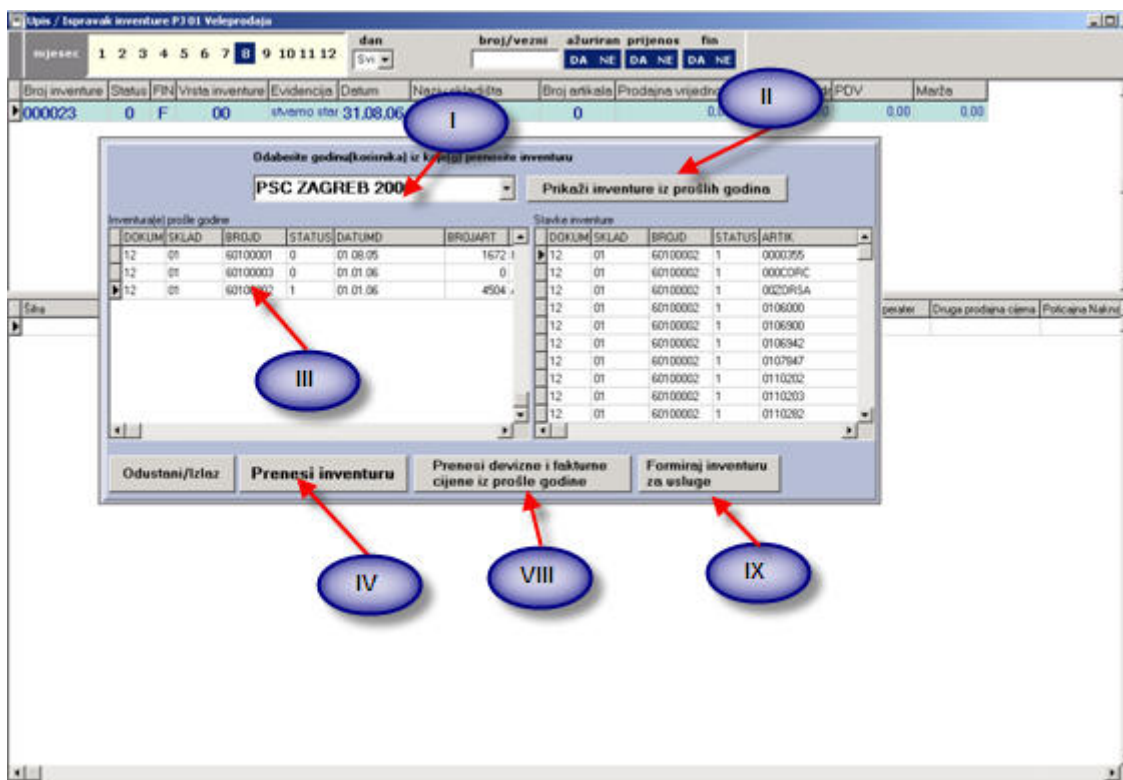 Upis / Ispravak inventure PJ 01 Veleprodaja
dan broj/vezni ažuriran prijenos fin
mjesec 1 2 3 4 5 6 7 8 9 10 11 12 Svi DA NE DA NE DA NE
Broj inventure Status FIN Vrsta inventure Evidencija Datum Naziv skladišta Broj artikala Prodajna PDV Marža
000023 0 F 00 stvarno star 31.08.06 0 0,00 0,00
I
II
Odaberite godinu(korisnika) iz prenosite inventuru
PSC ZAGREB Prikaži inventure iz prošlih godina
Inventura(e) prošle godine Stavke inventure
DOKUM SKLAD BROJD STATUS DATUMD BROJART DOKUM SKLAD BROJD STATUS ARTIK
12 01 60100001 0 01.08.05 1672 12 01 60100002 1 0000355
12 01 60100003 0 01.01.06 0 12 01 60100002 1 000CORC
12 01 60100002 1 01.01.06 4504 12 01 60100002 1 00ZDRSA
12 01 60100002 1 0106000
12 01 60100002 1 0106900
12 01 60100002 1 0106942
12 01 60100002 1 0107847
12 01 60100002 1 0110202
12 01 60100002 1 0110203
12 01 60100002 1 0110282
Šifra perater Druga prodajna cijena Policajna
III
Odustani/Izlaz Prenesi inventuru Prenesi devizne i fakturne Formiraj inventuru
cijene iz prošle godine za usluge
IV VIII IX